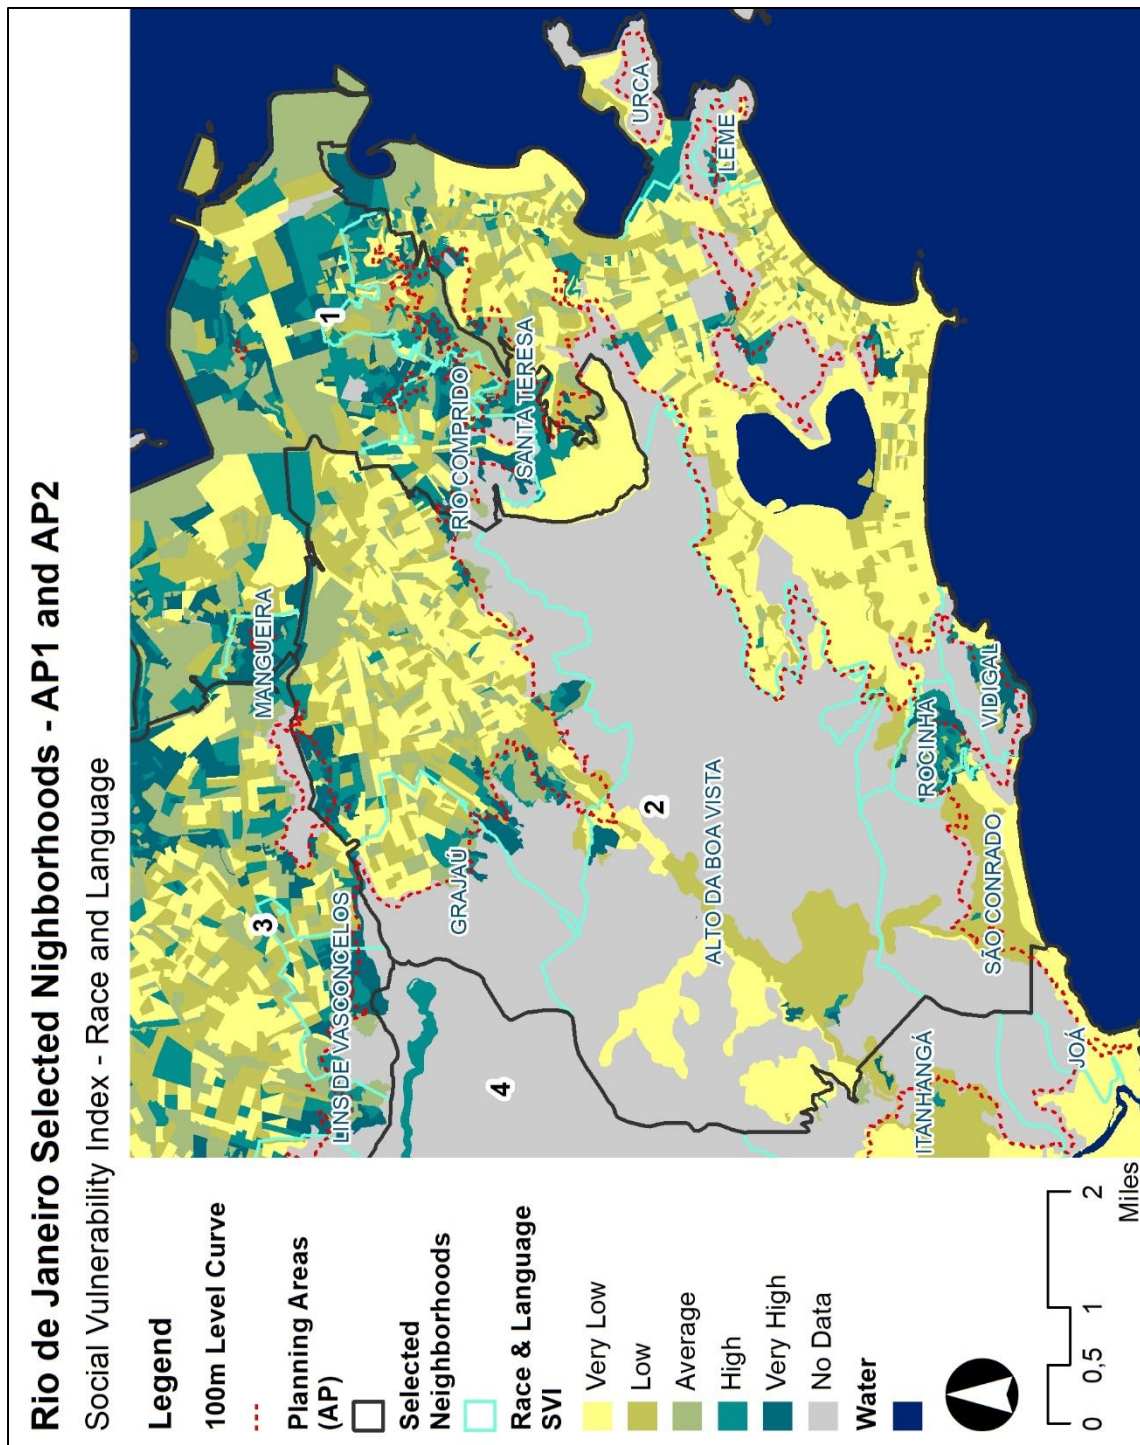 Rio de Janeiro Selected Nighborhoods - AP1 and AP2
Social Vulnerability Index - Race and Language
Legend
100m Level Curve
Planning Areas
(AP)
Selected
Neighborhoods
Race & Language
SVI
Very Low
Low
Average
High
Very High
No Data
Water
0 0,5 1 2
Miles
LINS DE VASCONCELOS
3
MANGUEIRA
1
GRAJAÚ
RIO COMPRIDO
SANTA TERESA
URCA
LEME
4
2
ALTO DA BOA VISTA
ITANHANGÁ
ROCINHA
SÃO CONRADO
VIDIGAL
JOÁ